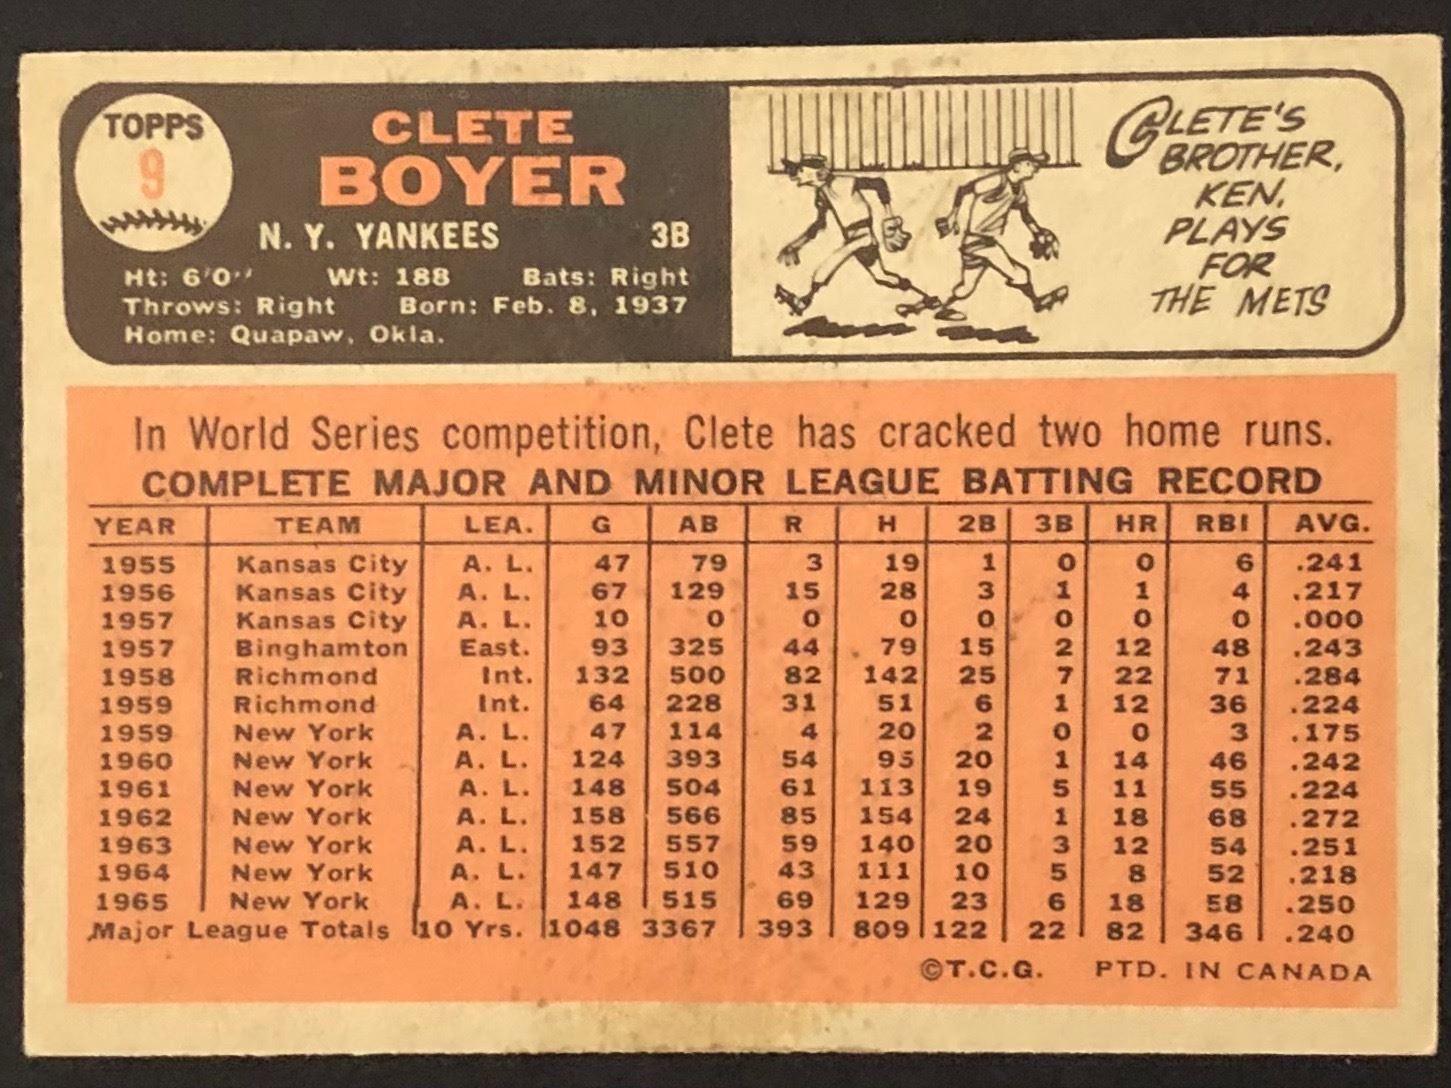 TOPPS
9
CLETE
BOYER
N. Y. YANKEES 3B
Ht: 6'0" Wt: 188 Bats: Right
Throws: Right Born: Feb. 8, 1937
Home: Quapaw, Okla.
CLETE'S
BROTHER,
KEN,
PLAYS
FOR
THE METS
In World Series competition, Clete has cracked two home runs.
COMPLETE MAJOR AND MINOR LEAGUE BATTING RECORD
YEAR TEAM LEA. G AB R H 2B 3B HR RBI AVG.
1955 Kansas City A. L. 47 79 3 19 1 0 0 6 .241
1956 Kansas City A. L. 67 129 15 28 3 1 1 4 .217
1957 Kansas City A. L. 10 0 0 0 0 0 0 0 .000
1957 Binghamton East. 93 325 44 79 15 2 12 48 .243
1958 Richmond Int. 132 500 82 142 25 7 22 71 .284
1959 Richmond Int. 64 228 31 51 6 1 12 36 .224
1959 New York A. L. 47 114 4 20 2 0 0 3 .175
1960 New York A. L. 124 393 54 95 20 1 14 46 .242
1961 New York A. L. 148 504 61 113 19 5 11 55 .224
1962 New York A. L. 158 566 85 154 24 1 18 68 .272
1963 New York A. L. 152 557 59 140 20 3 12 54 .251
1964 New York A. L. 147 510 43 111 10 5 8 52 .218
1965 New York A. L. 148 515 69 129 23 6 18 58 .250
Major League Totals 10 Yrs. 1048 3367 393 809 122 22 82 346 .240
©T.C.G. PTD. IN CANADA